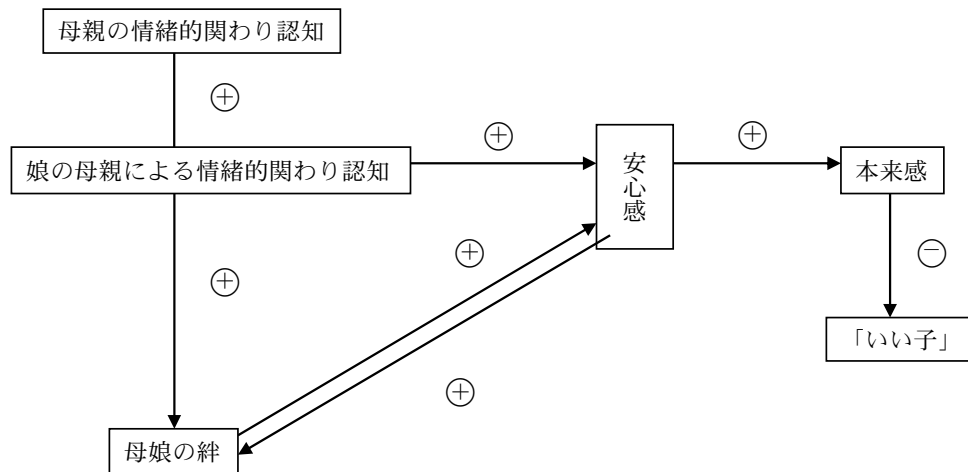 母親の情緒的関わり認知
＋
娘の母親による情緒的関わり認知
＋
安心感
＋
本来感
＋
＋
－
「いい子」
＋
母娘の絆